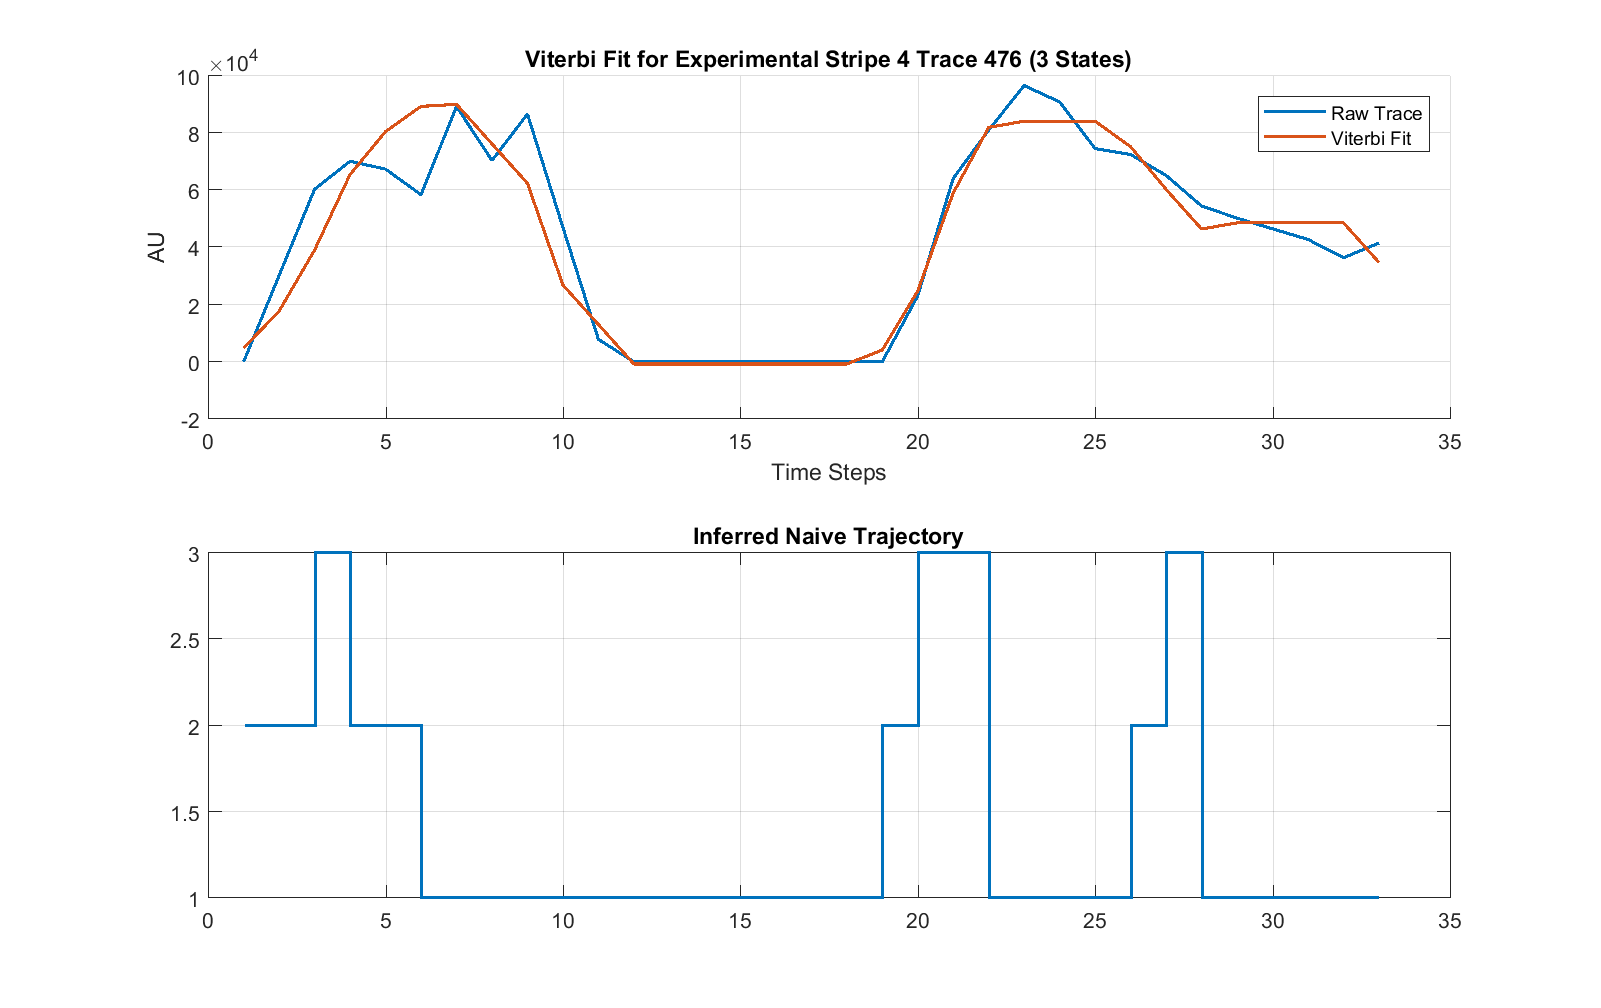 Viterbi Fit for Experimental Stripe 4 Trace 476 (3 States)
×10⁴
10
8
6
4
2
0
-2
AU
Raw Trace
Viterbi Fit
0 5 10 15 20 25 30 35
Time Steps
Inferred Naive Trajectory
3
2.5
2
1.5
1
0 5 10 15 20 25 30 35